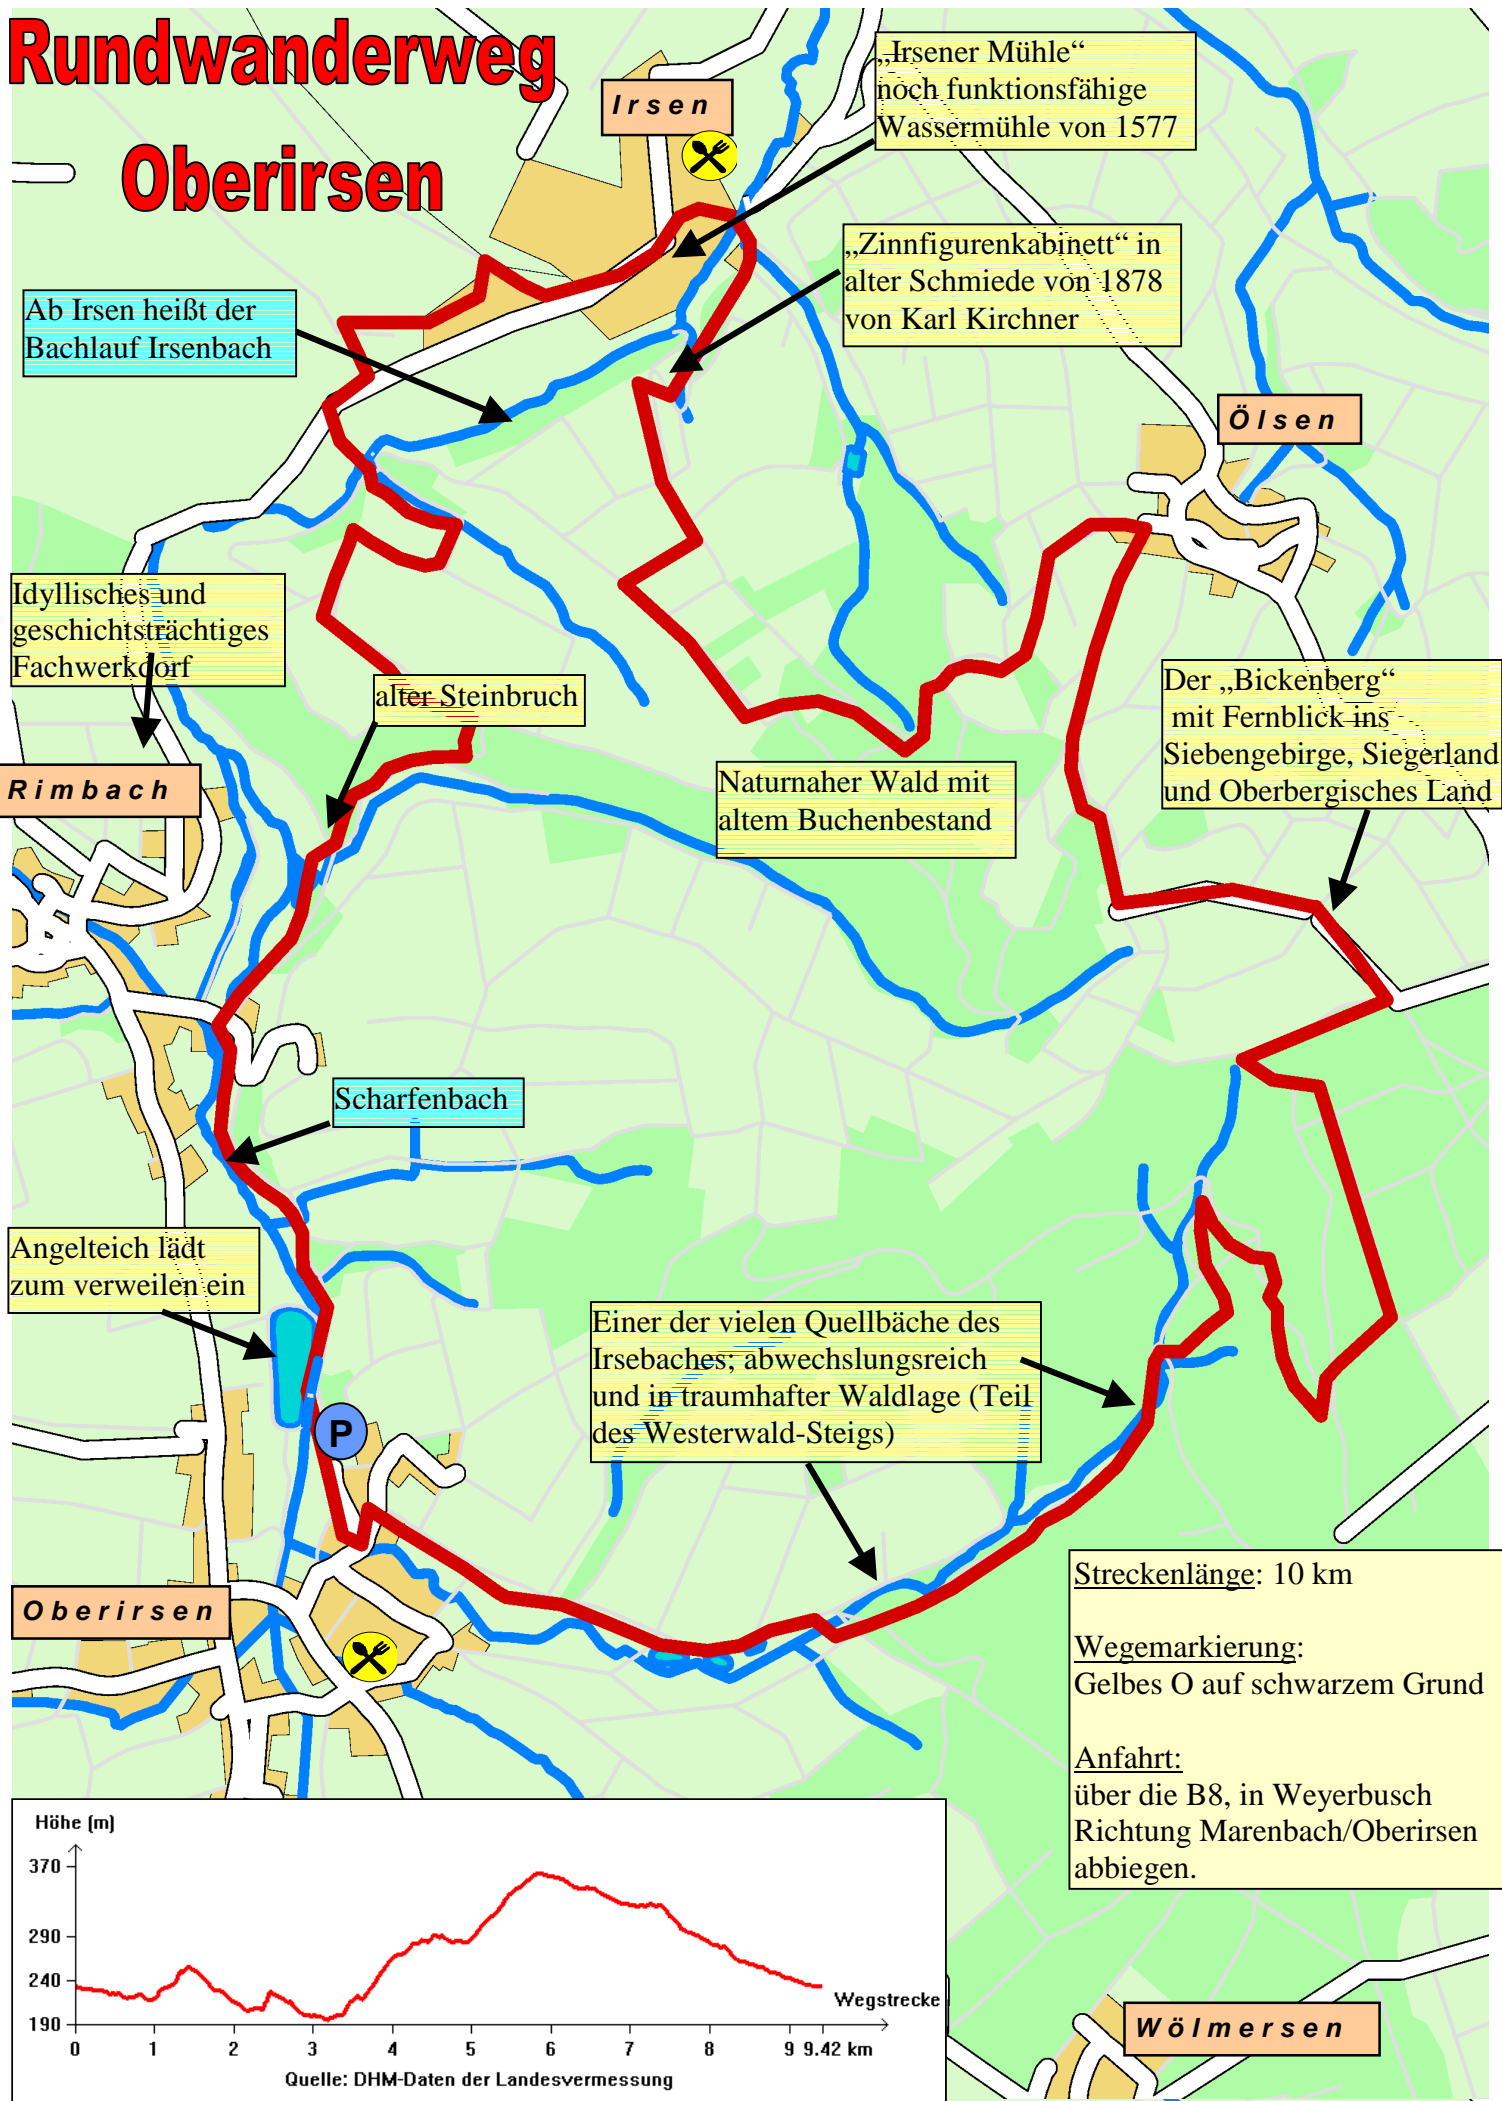 Rundwanderweg
Oberirsen
Irsen
„Irsener Mühle“
noch funktionsfähige
Wassermühle von 1577
„Zinnfigurenkabinett“ in
alter Schmiede von 1878
von Karl Kirchner
Ab Irsen heißt der
Bachlauf Irsenbach
Ölsen
Idyllisches und
geschichtsträchtiges
Fachwerkdorf
alter Steinbruch
Der „Bickenberg“
mit Fernblick ins
Siebengebirge, Siegerland
und Oberbergisches Land
Rimbach
Naturnaher Wald mit
altem Buchenbestand
Scharfenbach
Angelteich lädt
zum verweilen ein
Einer der vielen Quellbäche des
Irsebaches; abwechslungsreich
und in traumhafter Waldlage (Teil
des Westerwald-Steigs)
P
Oberirsen
Streckenlänge: 10 km
Wegemarkierung:
Gelbes O auf schwarzem Grund
Anfahrt:
über die B8, in Weyerbusch
Richtung Marenbach/Oberirsen
abbiegen.
Höhe (m)
370
290
240
190
Wegstrecke
0 1 2 3 4 5 6 7 8 9 9.42 km
Quelle: DHM-Daten der Landesvermessung
Wölmersen